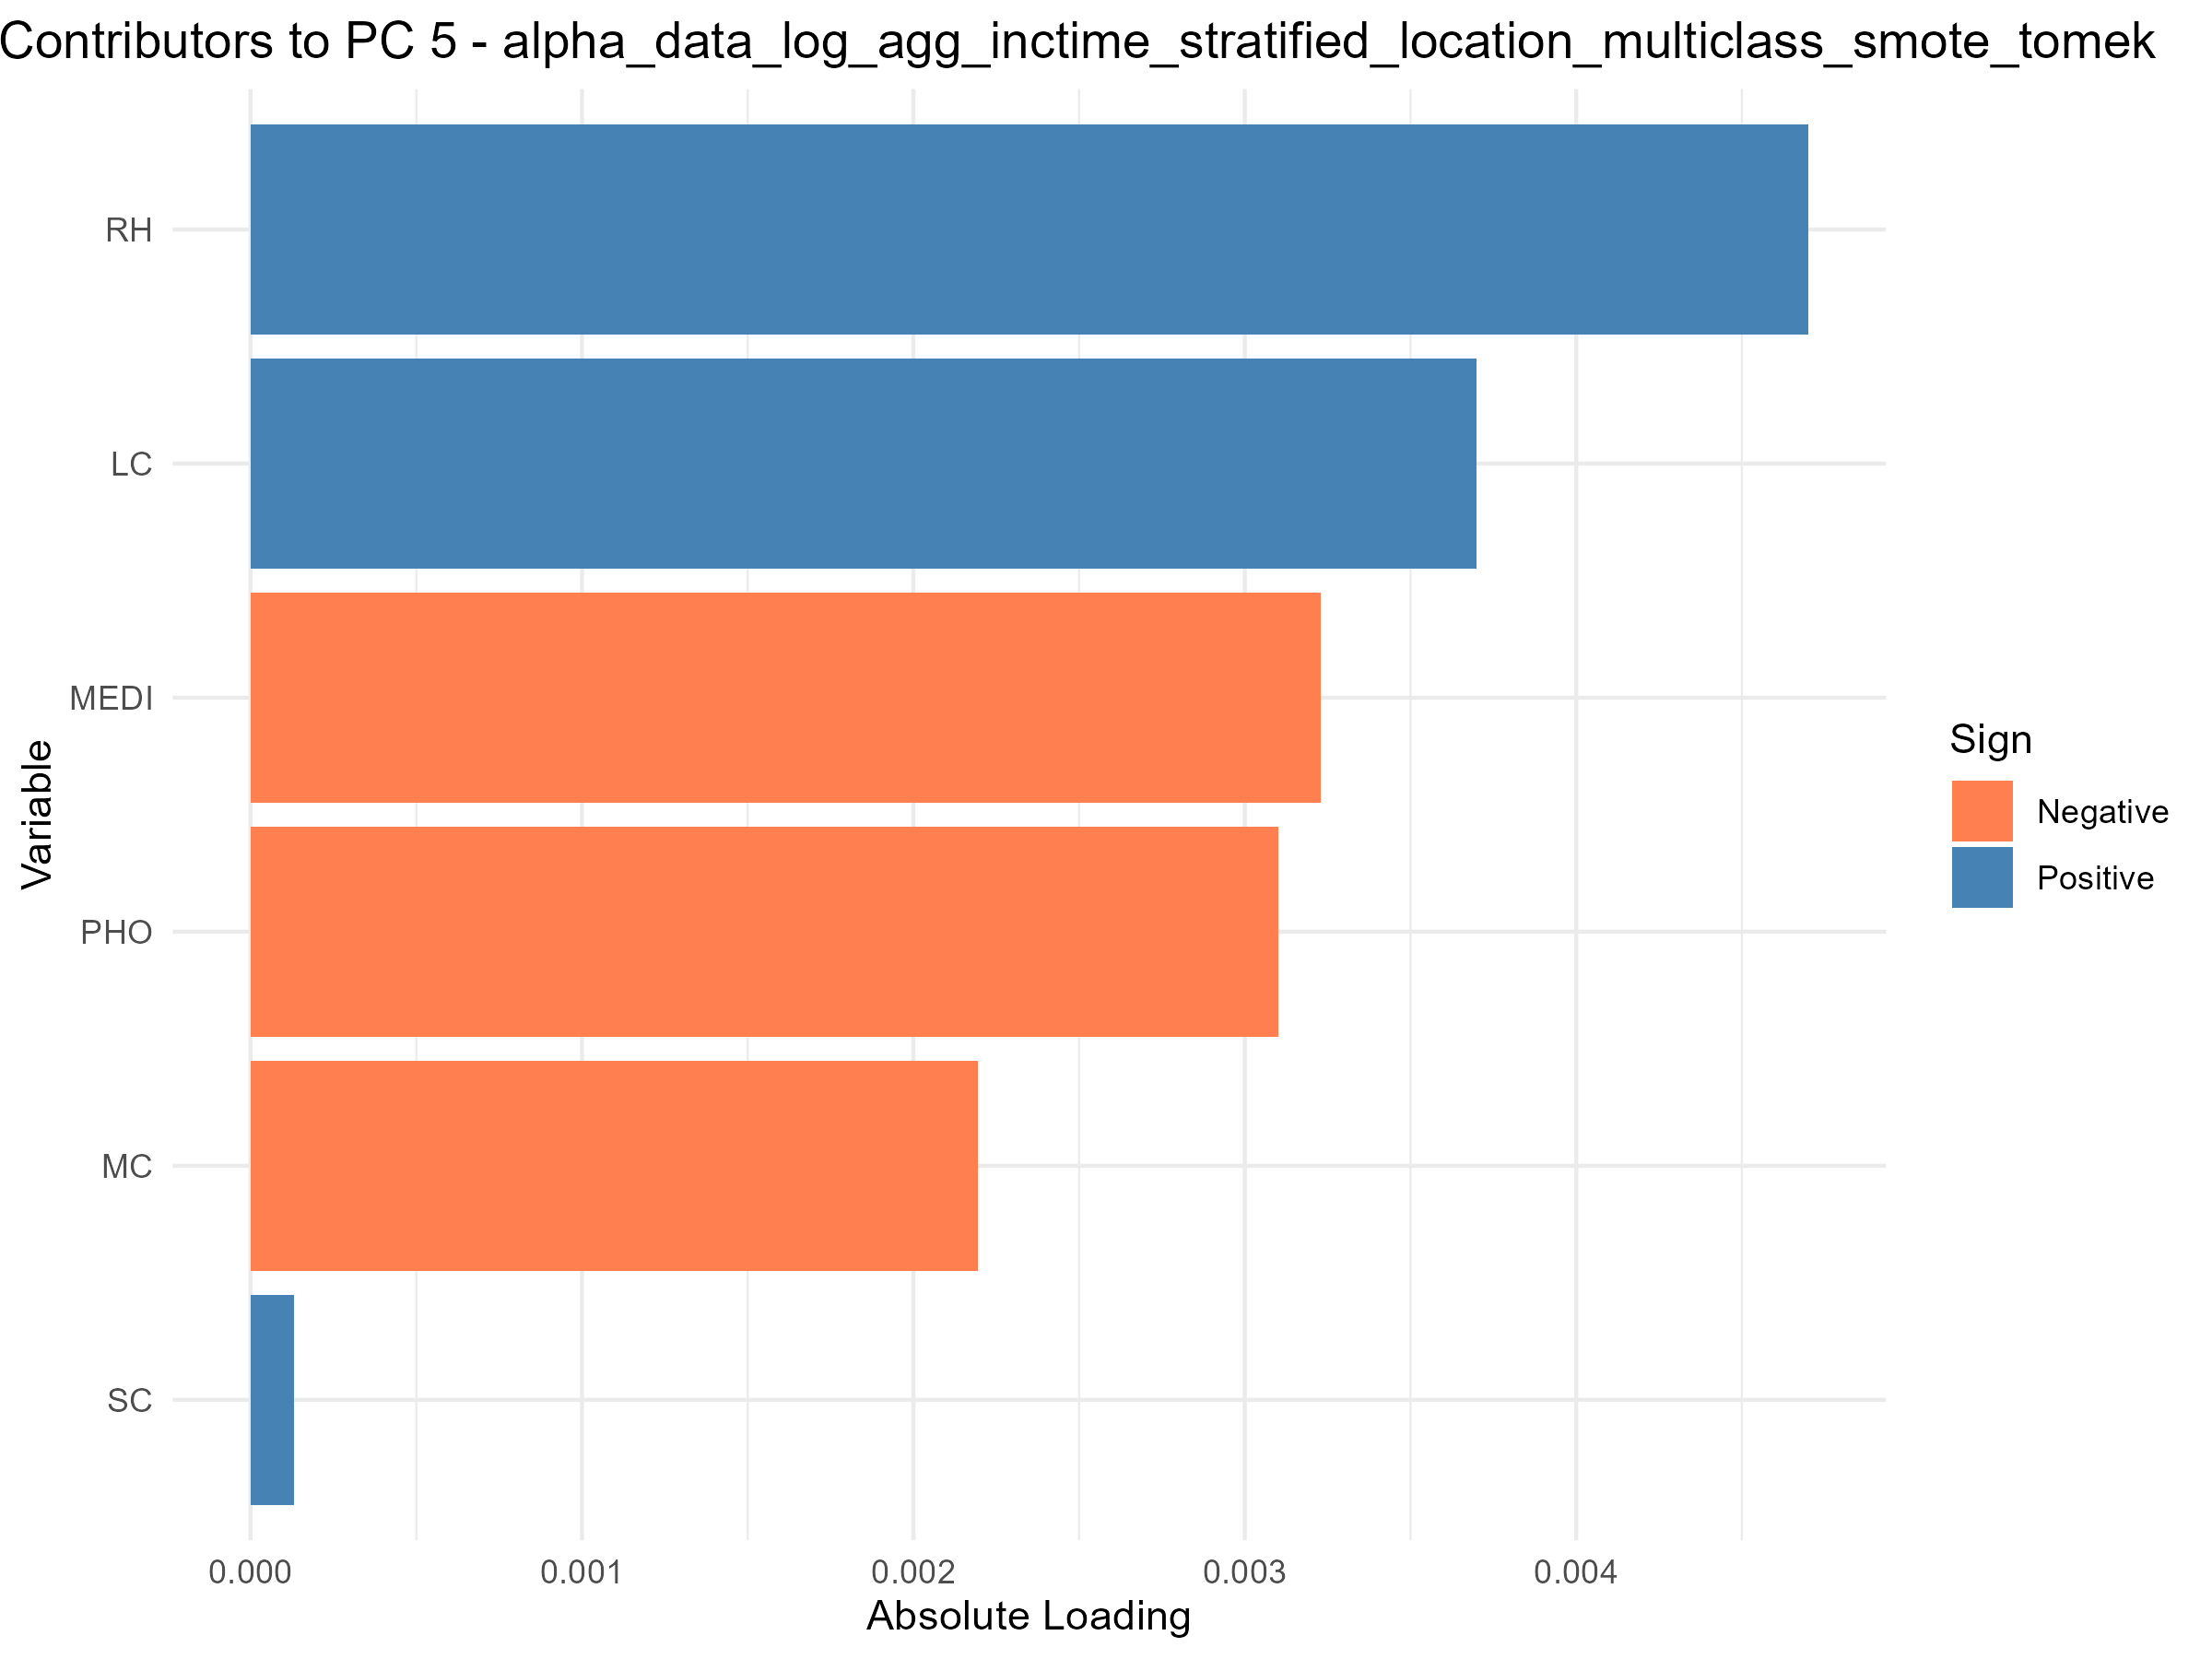 Contributors to PC 5 - alpha_data_log_agg_inctime_stratified_location_multiclass_smote_tomek
RH
LC
MEDI
PHO
MC
SC
Variable
0.000
0.001
0.002
0.003
0.004
Absolute Loading
Sign
Negative
Positive